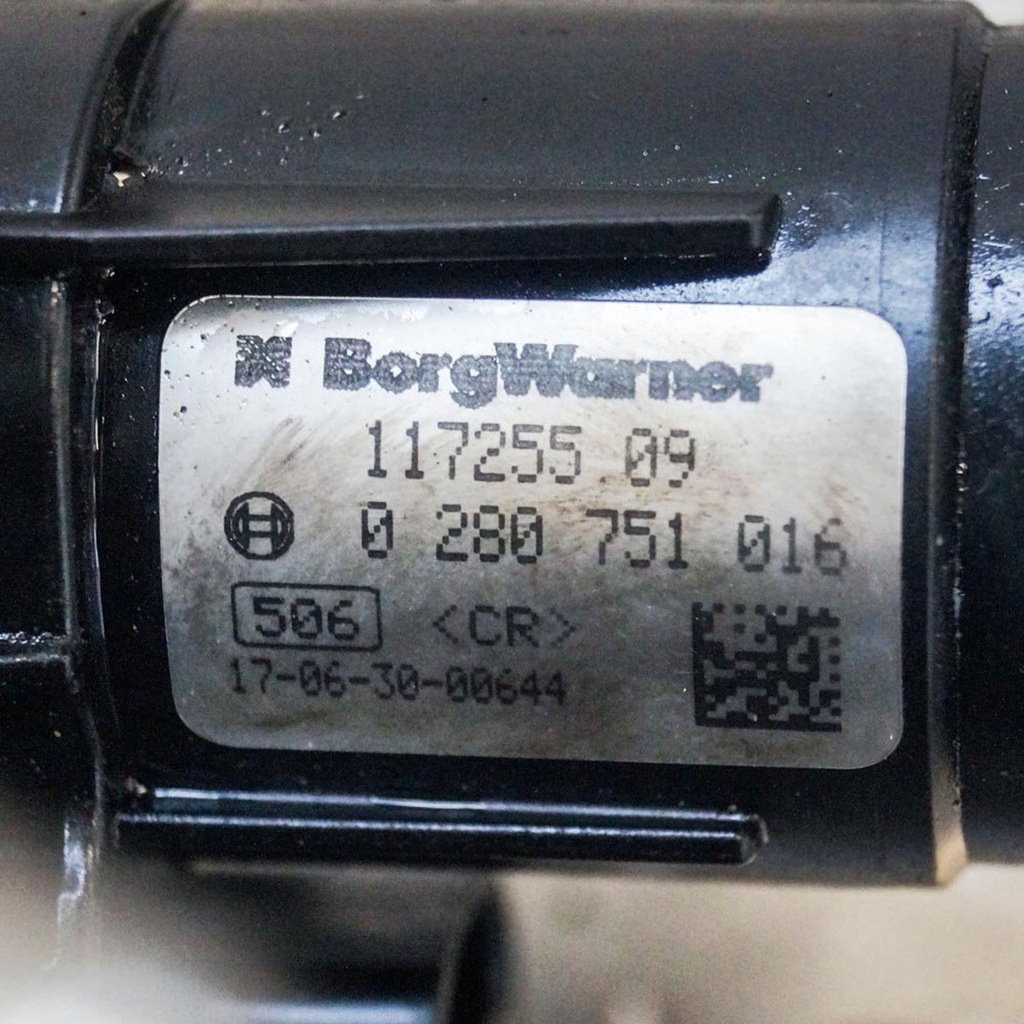 BorgWarner
117255 09
0 280 751 016
506 <CR>
17-06-30-00644